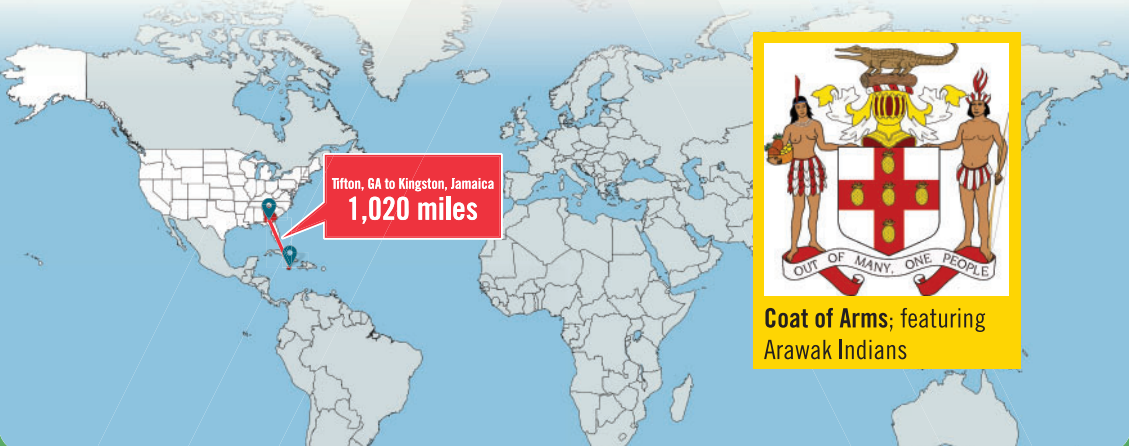 Tifton, GA to Kingston, Jamaica
1,020 miles
OUT OF MANY, ONE PEOPLE
Coat of Arms; featuring
Arawak Indians